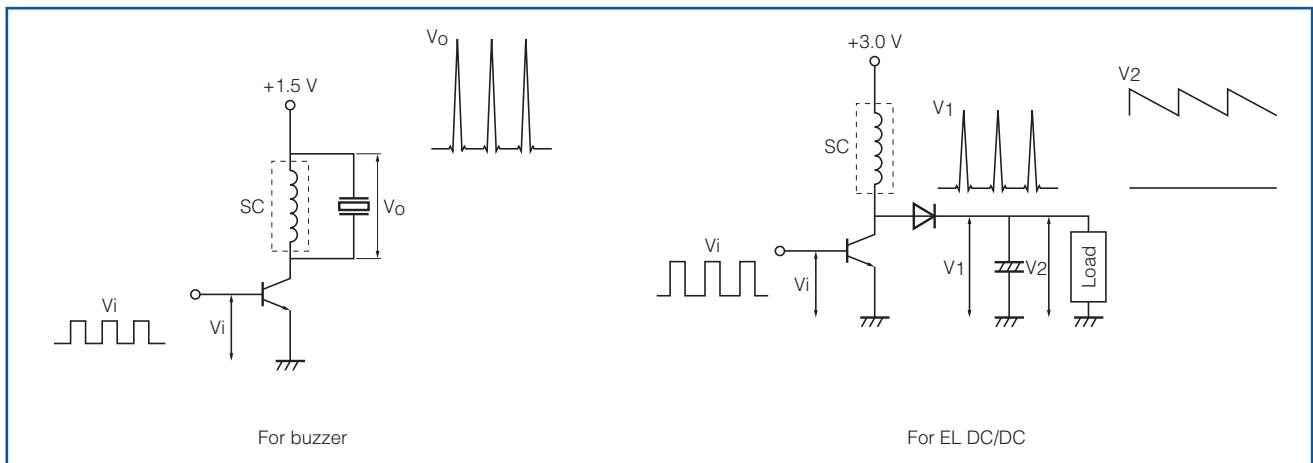 Vo
+1.5 V
SC
Vo
Vi
Vi
For buzzer
+3.0 V
V2
V1
SC
Vi
Vi
V1
V2
Load
For EL DC/DC